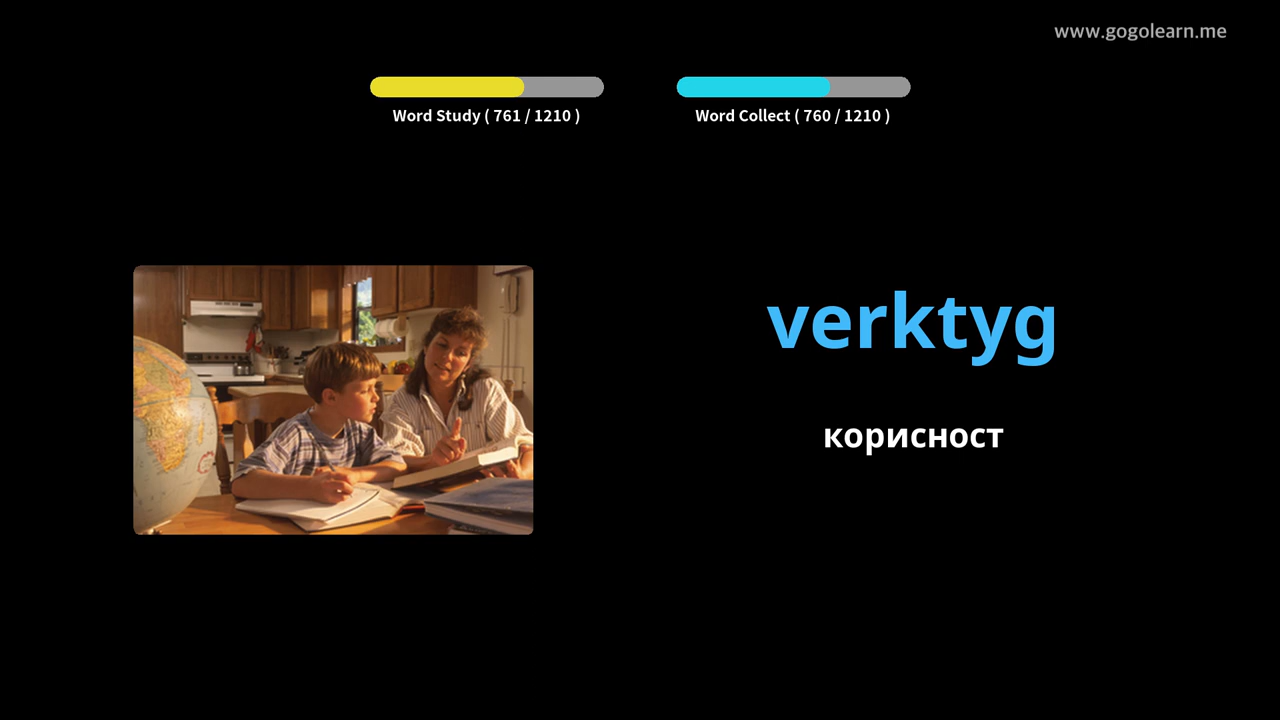 www.gogolearn.me
Word Study ( 761 / 1210 )
Word Collect ( 760 / 1210 )
verktyg
корисност